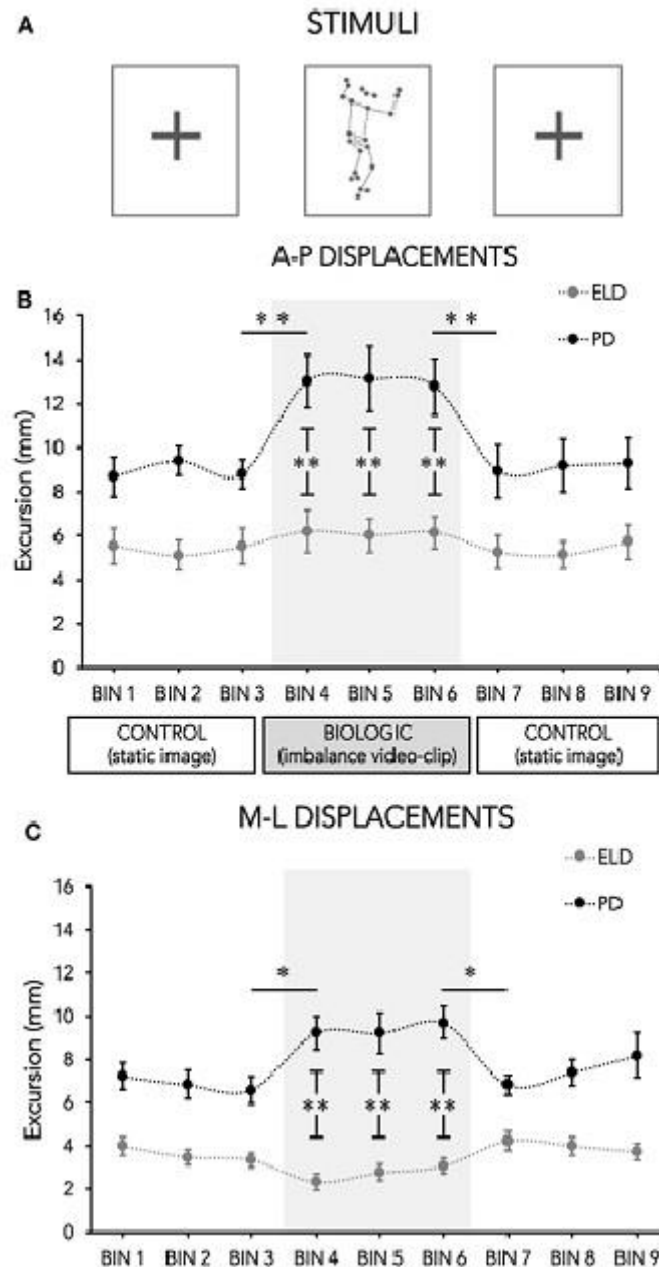 A
STIMULI
A-P DISPLACEMENTS
B
ELD
PD
Excursion (mm)
16
14
12
10
8
6
4
2
0
** **
** ** **
BIN 1 BIN 2 BIN 3 BIN 4 BIN 5 BIN 6 BIN 7 BIN 8 BIN 9
CONTROL BIOLOGIC CONTROL
(static image) (imbalance video-clip) (static image)
M-L DISPLACEMENTS
C
ELD
PD
Excursion (mm)
16
14
12
10
8
6
4
2
0
* *
** ** **
BIN 1 BIN 2 BIN 3 BIN 4 BIN 5 BIN 6 BIN 7 BIN 8 BIN 9